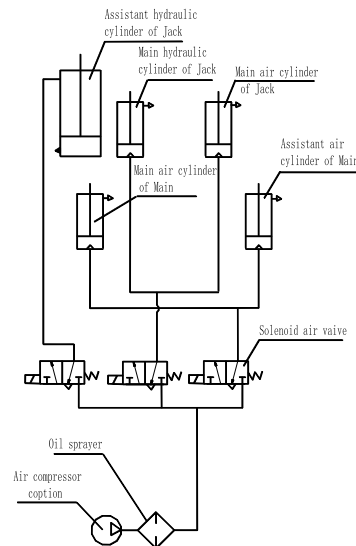 Assistant hydraulic
cylinder of Jack
Main hydraulic
cylinder of Jack
Main air cylinder
of Jack
Assistant air
cylinder of Main
Main air cylinder
of Main
Solenoid air vaive
Oil sprayer
Air compressor
coption